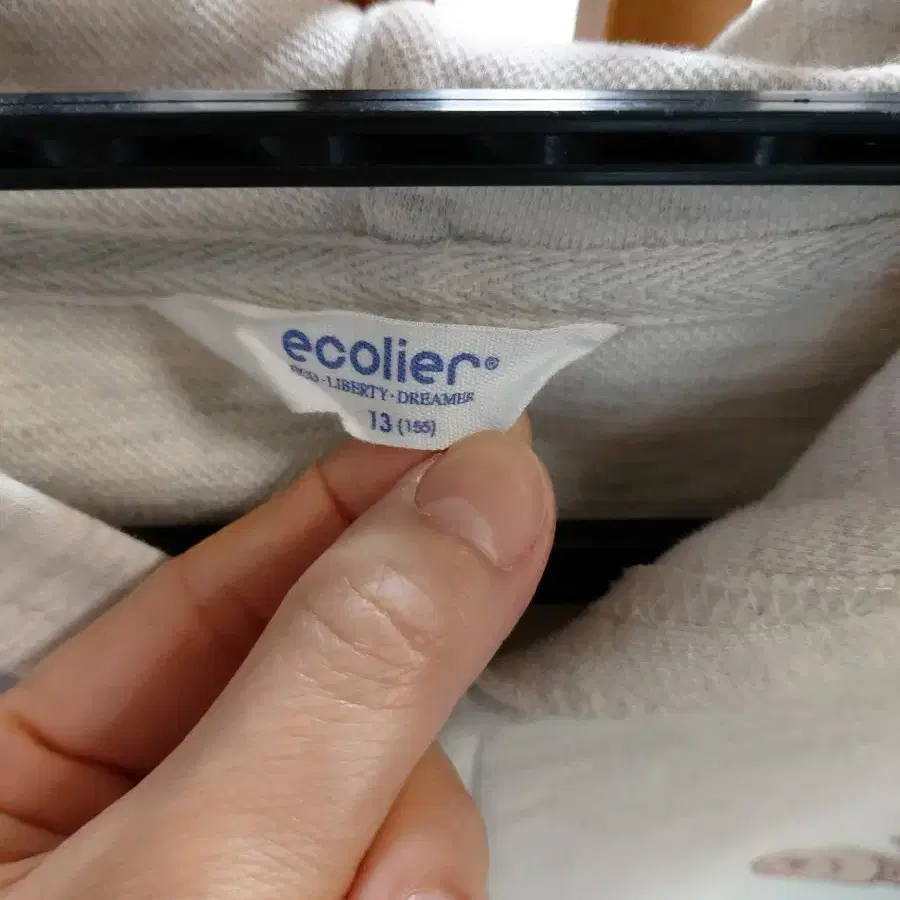 ecolier®
LIBERTY · DREAMER
13 (155)